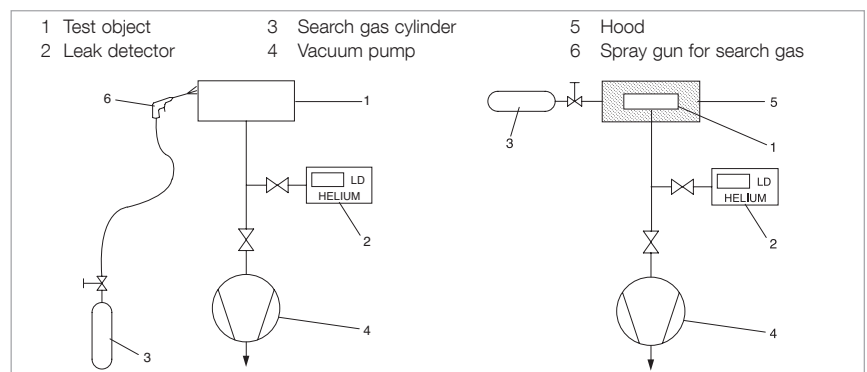 1 Test object 3 Search gas cylinder 5 Hood
2 Leak detector 4 Vacuum pump 6 Spray gun for search gas
6
1
LD
HELIUM
2
4
3
3
5
1
LD
HELIUM
2
4